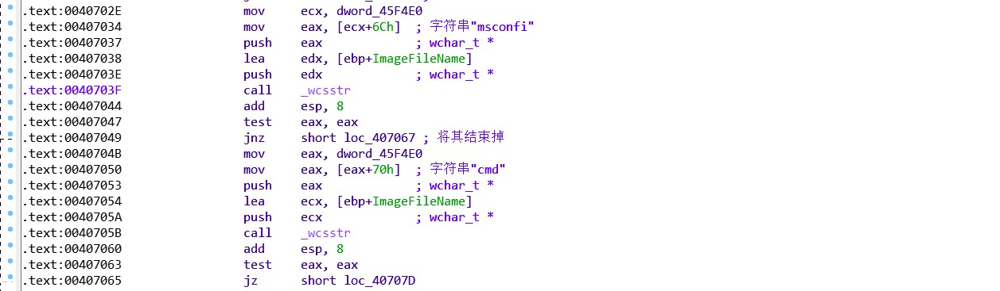 .text:0040702E mov ecx, dword_45F4E0
.text:00407034 mov eax, [ecx+6Ch] ; 字符串"msconfi"
.text:00407037 push eax ; wchar_t *
.text:00407038 lea edx, [ebp+ImageFileName]
.text:0040703E push edx ; wchar_t *
.text:0040703F call _wcsstr
.text:00407044 add esp, 8
.text:00407047 test eax, eax
.text:00407049 jnz short loc_407067 ; 将其结束掉
.text:0040704B mov eax, dword_45F4E0
.text:00407050 mov eax, [eax+70h] ; 字符串"cmd"
.text:00407053 push eax ; wchar_t *
.text:00407054 lea ecx, [ebp+ImageFileName]
.text:0040705A push ecx ; wchar_t *
.text:0040705B call _wcsstr
.text:00407060 add esp, 8
.text:00407063 test eax, eax
.text:00407065 jz short loc_40707D